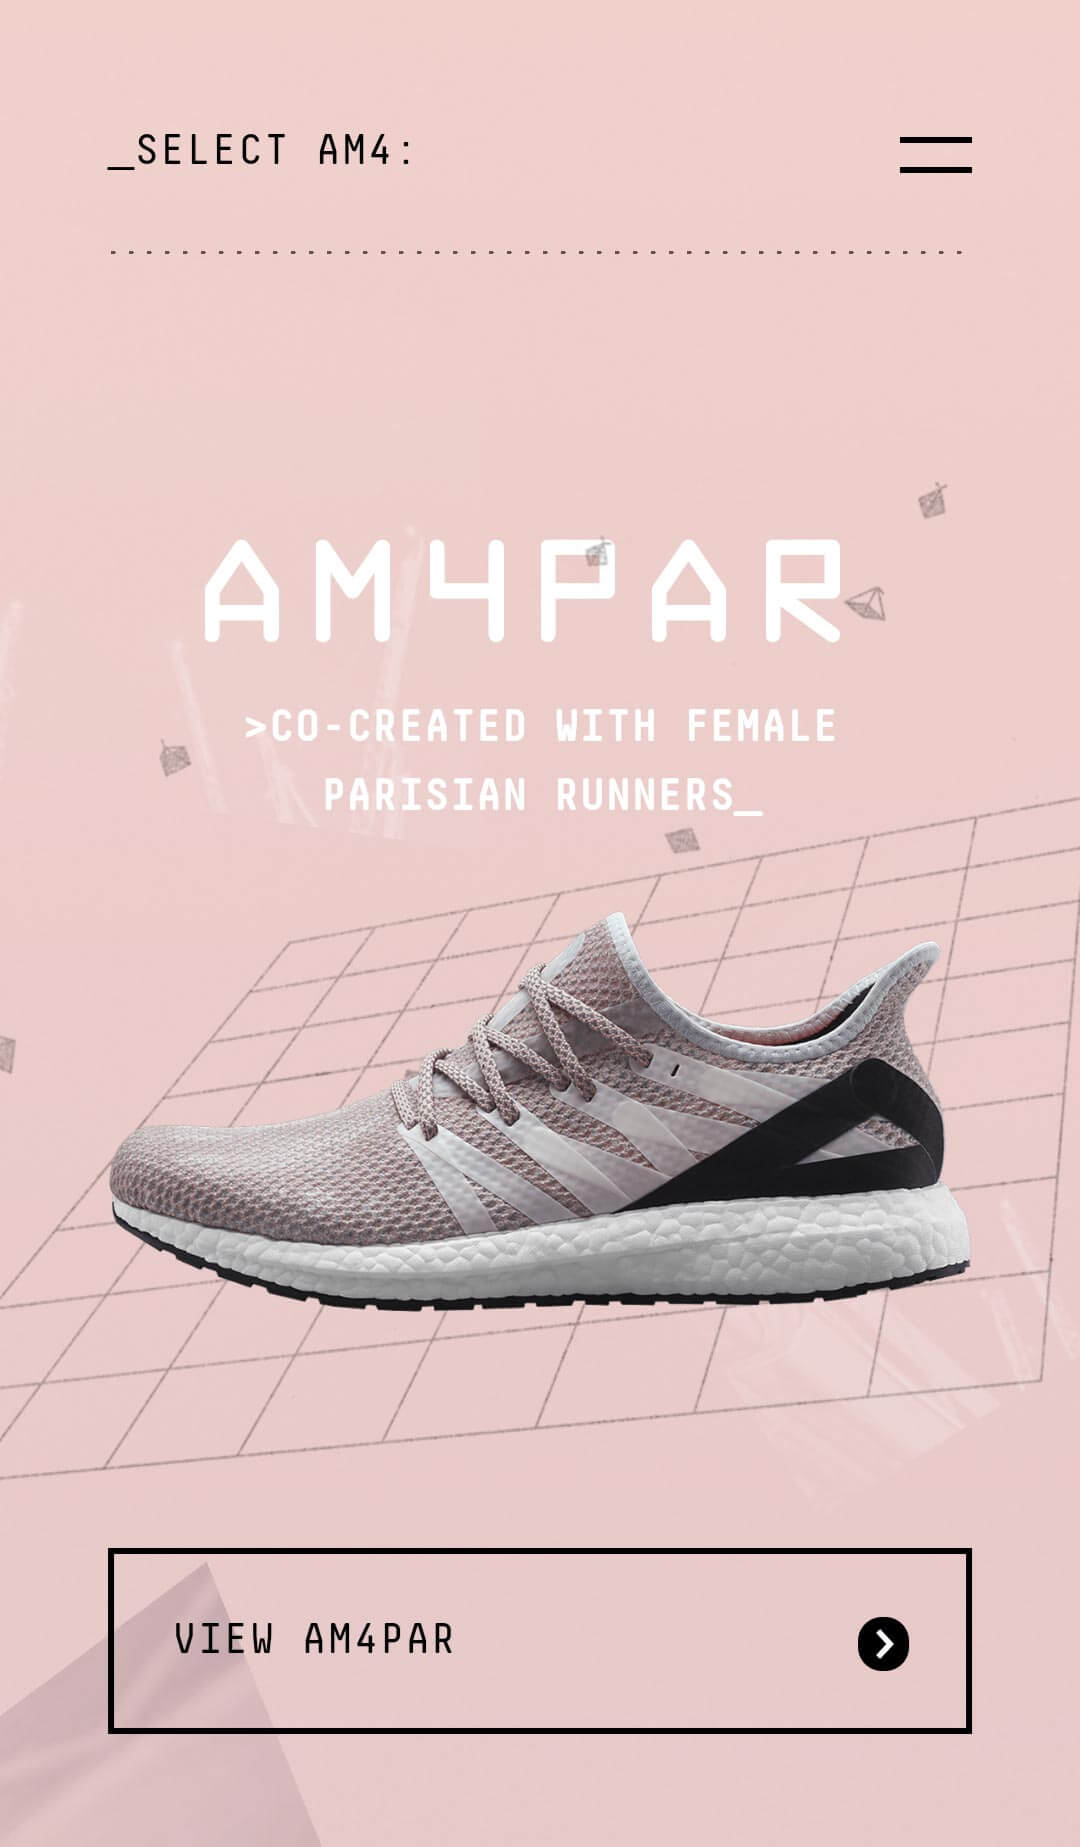 _SELECT AM4:
AM4PAR
>CO-CREATED WITH FEMALE
PARISIAN RUNNERS_
VIEW AM4PAR